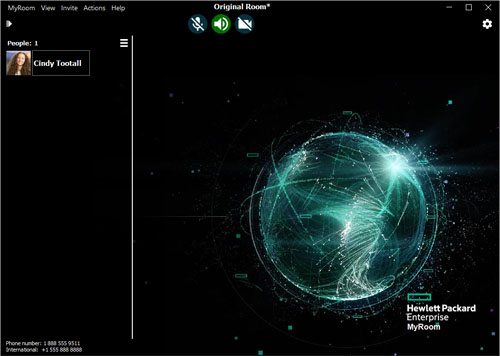 MyRoom View Invite Actions Help
Original Room*
People: 1
Cindy Tootall
Hewlett Packard
Enterprise
MyRoom
Phone number: 1 888 555 9511
International: +1 555 888 8888